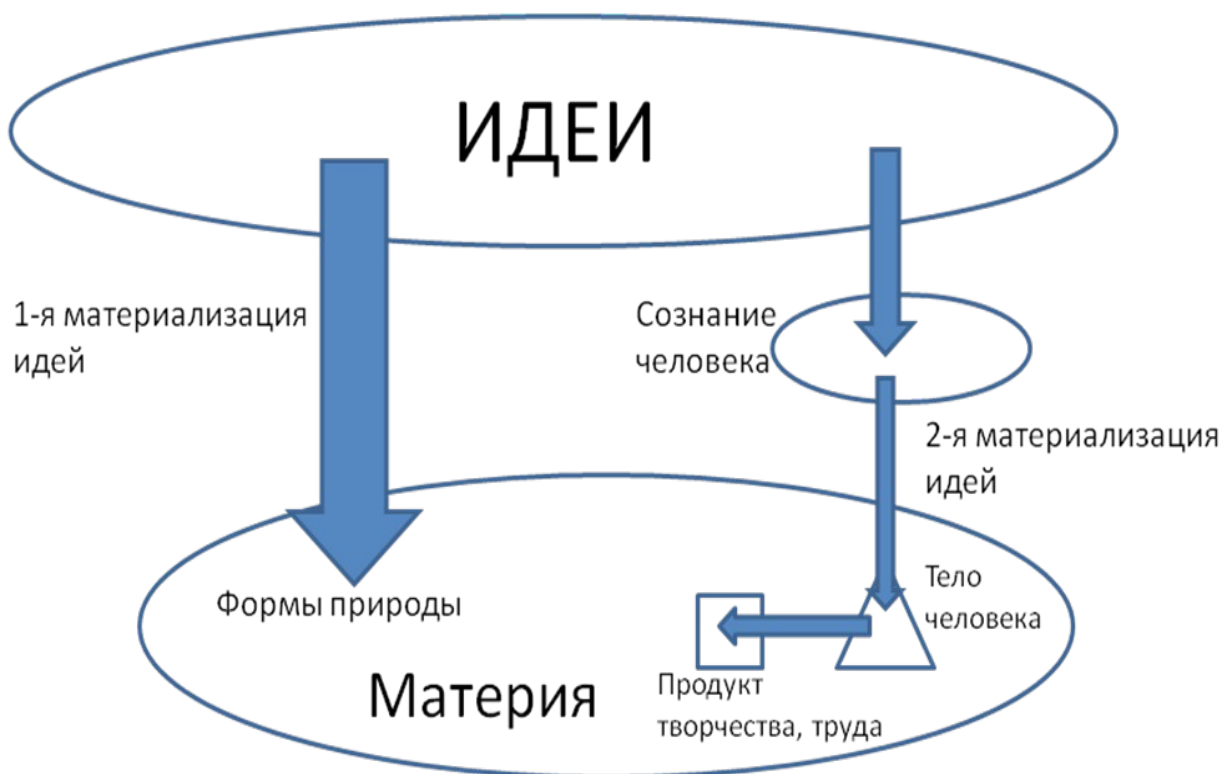 ИДЕИ
1-я материализация
идей
Сознание
человека
2-я материализация
идей
Формы природы
Тело
человека
Материя
Продукт
творчества, труда